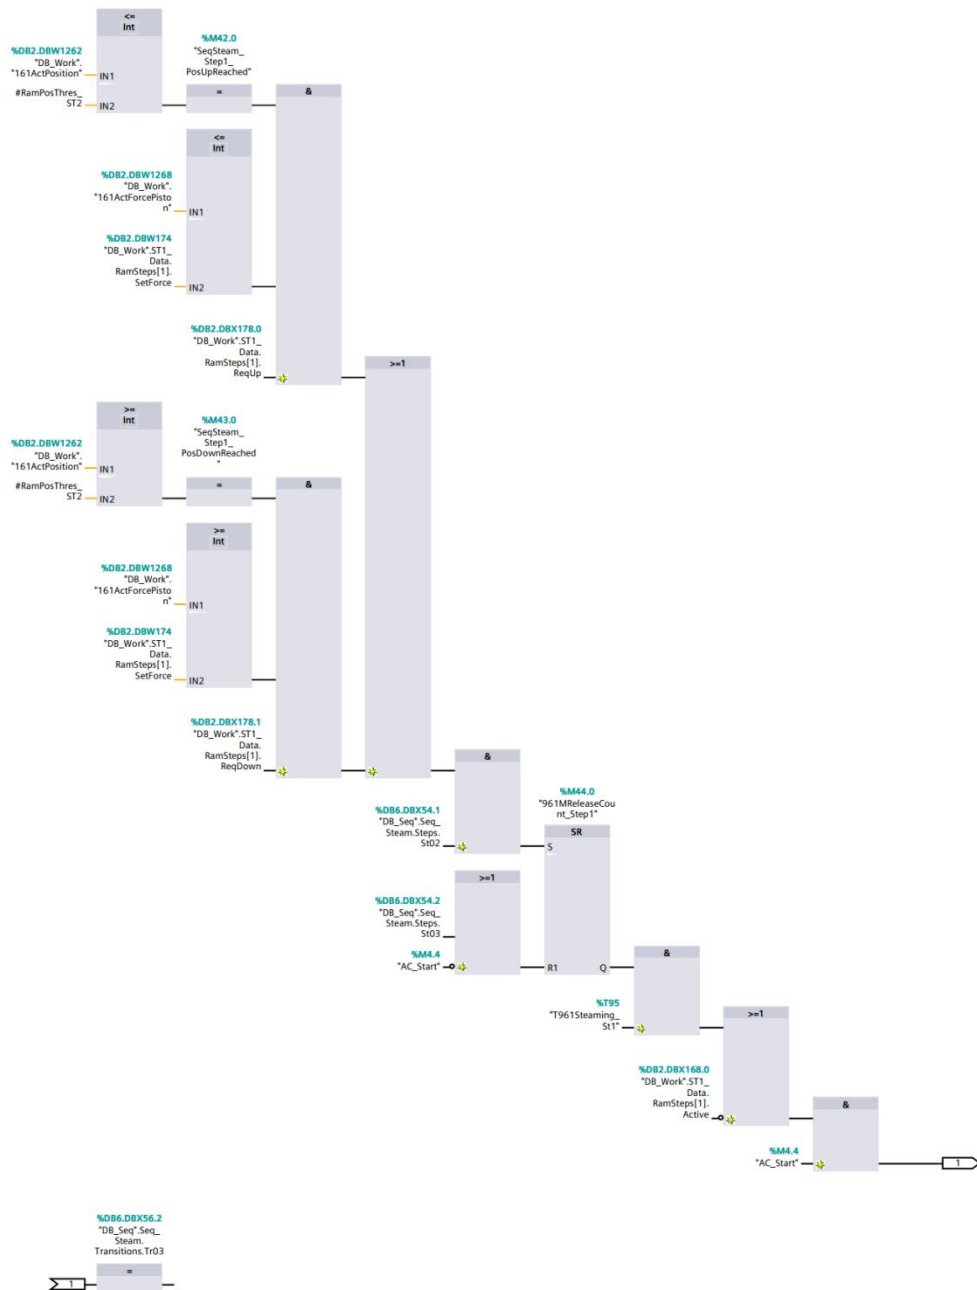 <=
Int
%DB2.DBW1262
"DB_Work".
"161ActPosition"
IN1
#RamPosThres_
ST2
IN2
%M42.0
"SeqSteam_
Step1_
PosUpReached"
=
&
<=
Int
%DB2.DBW1268
"DB_Work".
"161ActForcePisto
n"
IN1
%DB2.DBW174
"DB_Work".ST1_
Data.
RamSteps[1].
SetForce
IN2
%DB2.DBX178.0
"DB_Work".ST1_
Data.
RamSteps[1].
ReqUp
>=1
>=
Int
%DB2.DBW1262
"DB_Work".
"161ActPosition"
IN1
#RamPosThres_
ST2
IN2
%M43.0
"SeqSteam_
Step1_
PosDownReached
"
=
&
>=
Int
%DB2.DBW1268
"DB_Work".
"161ActForcePisto
n"
IN1
%DB2.DBW174
"DB_Work".ST1_
Data.
RamSteps[1].
SetForce
IN2
%DB2.DBX178.1
"DB_Work".ST1_
Data.
RamSteps[1].
ReqDown
&
%DB6.DBX54.1
"DB_Seq".Seq_
Steam.Steps.
St02
%M44.0
"961MReleaseCou
nt_Step1"
SR
S
>=1
%DB6.DBX54.2
"DB_Seq".Seq_
Steam.Steps.
St03
%M4.4
"AC_Start"
R1
Q
&
%T95
"T961Steaming_
St1"
>=1
%DB2.DBX168.0
"DB_Work".ST1_
Data.
RamSteps[1].
Active
&
%M4.4
"AC_Start"
1
%DB6.DBX56.2
"DB_Seq".Seq_
Steam.
Transitions.Tr03
=
1